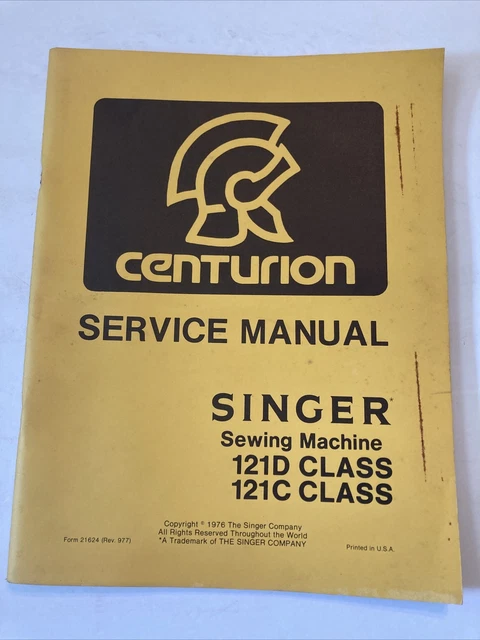 CENTURION
SERVICE MANUAL
SINGER*
Sewing Machine
121D CLASS
121C CLASS
Copyright © 1976 The Singer Company
All Rights Reserved Throughout the World
*A Trademark of THE SINGER COMPANY
Form 21624 (Rev. 977)
Printed in U.S.A.